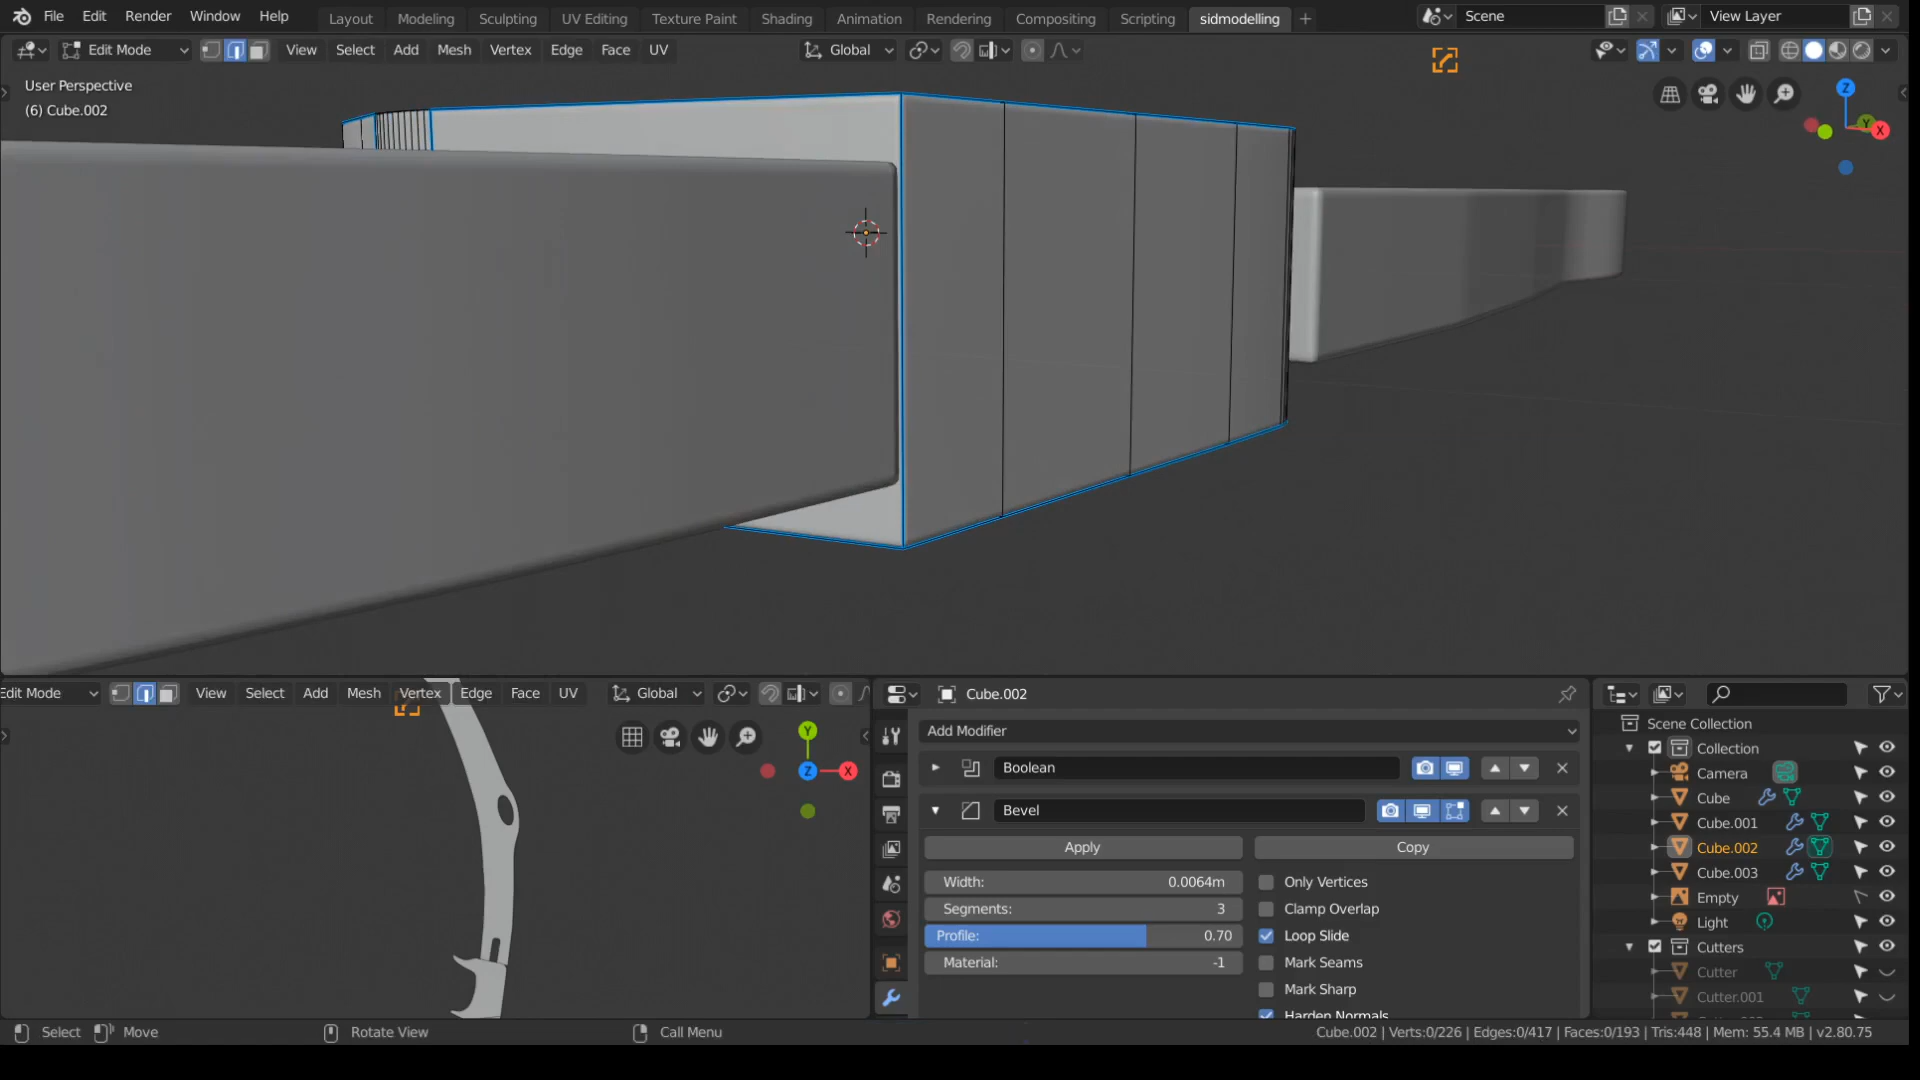 File Edit Render Window Help Layout Modeling Sculpting UV Editing Texture Paint Shading Animation Rendering Compositing Scripting sidmodelling + Scene View Layer
Edit Mode View Select Add Mesh Vertex Edge Face UV Global
User Perspective
(6) Cube.002
Z
Y
X
Edit Mode View Select Add Mesh Vertex Edge Face UV Global
Y
Z
X
Cube.002
Add Modifier
Boolean
Bevel
Apply Copy
Width: 0.0064m Only Vertices
Segments: 3 Clamp Overlap
Profile: 0.70 Loop Slide
Material: -1 Mark Seams
Mark Sharp
Harden Normals
Scene Collection
Collection
Camera
Cube
Cube.001
Cube.002
Cube.003
Empty
Light
Cutters
Cutter
Cutter.001
Select Move Rotate View Call Menu Cube.002 | Verts:0/226 | Edges:0/417 | Faces:0/193 | Tris:448 | Mem: 55.4 MB | v2.80.75